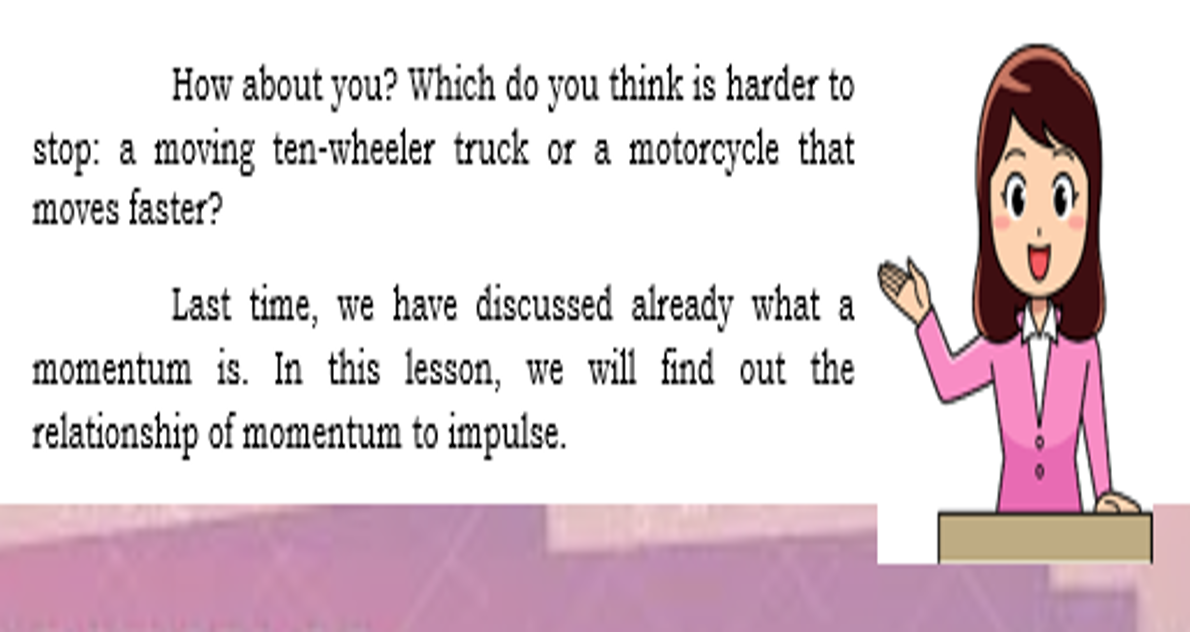 How about you? Which do you think is harder to
stop: a moving ten-wheeler truck or a motorcycle that
moves faster?
Last time, we have discussed already what a
momentum is. In this lesson, we will find out the
relationship of momentum to impulse.